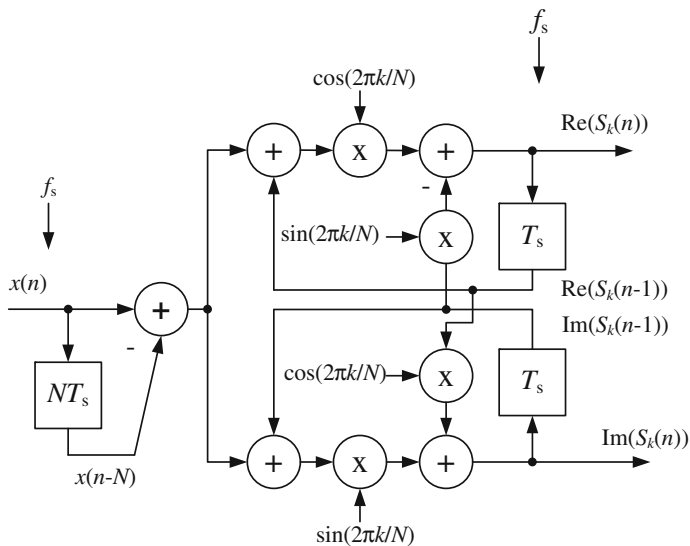 f_s
cos(2πk/N)
Re(S_k(n))
+
x
+
-
f_s
sin(2πk/N)
x
T_s
x(n)
+
-
Re(S_k(n-1))
Im(S_k(n-1))
NT_s
cos(2πk/N)
x
T_s
x(n-N)
+
x
+
Im(S_k(n))
sin(2πk/N)